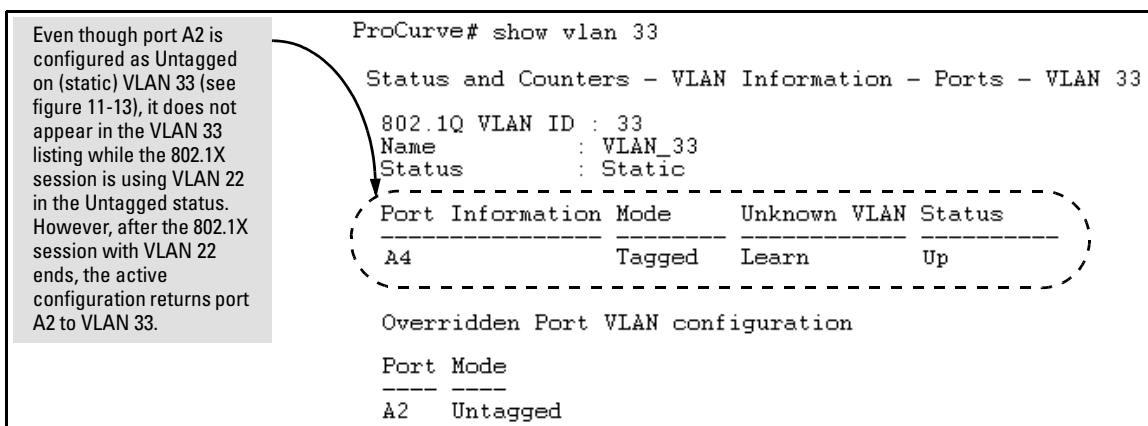 Even though port A2 is
configured as Untagged
on (static) VLAN 33 (see
figure 11-13), it does not
appear in the VLAN 33
listing while the 802.1X
session is using VLAN 22
in the Untagged status.
However, after the 802.1X
session with VLAN 22
ends, the active
configuration returns port
A2 to VLAN 33.
ProCurve# show vlan 33
Status and Counters - VLAN Information - Ports - VLAN 33
802.1Q VLAN ID : 33
Name : VLAN_33
Status : Static
Port Information Mode Unknown VLAN Status
---------------- -------- ------------ ----------
A4 Tagged Learn Up
Overridden Port VLAN configuration
Port Mode
---- ----
A2 Untagged